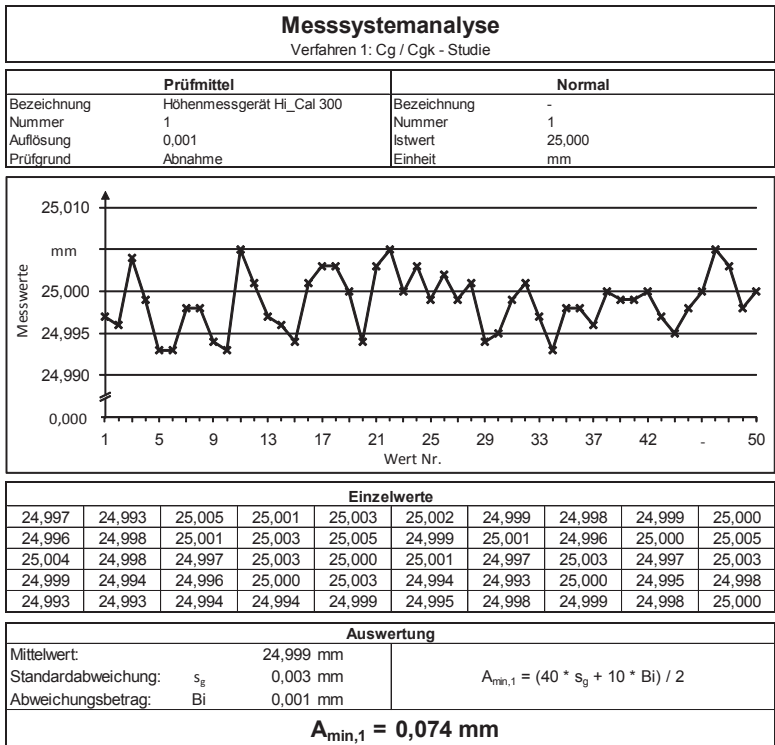 Messsystemanalyse
Verfahren 1: Cg / Cgk - Studie
Prüfmittel Normal
Bezeichnung Höhenmessgerät Hi_Cal 300 Bezeichnung -
Nummer 1 Nummer 1
Auflösung 0,001 Istwert 25,000
Prüfgrund Abnahme Einheit mm
25,010
mm
25,000
24,995
24,990
0,000
Messwerte
1 5 9 13 17 21 25 29 33 37 42 - 50
Wert Nr.
Einzelwerte
24,997 24,993 25,005 25,001 25,003 25,002 24,999 24,998 24,999 25,000
24,996 24,998 25,001 25,003 25,005 24,999 25,001 24,996 25,000 25,005
25,004 24,998 24,997 25,003 25,000 25,001 24,997 25,003 24,997 25,003
24,999 24,994 24,996 25,000 25,003 24,994 24,993 25,000 24,995 24,998
24,993 24,993 24,994 24,994 24,999 24,995 24,998 24,999 24,998 25,000
Auswertung
Mittelwert: 24,999 mm
Standardabweichung: sg 0,003 mm
Abweichungsbetrag: Bi 0,001 mm
Amin,1 = (40 * sg + 10 * Bi) / 2
Amin,1 = 0,074 mm